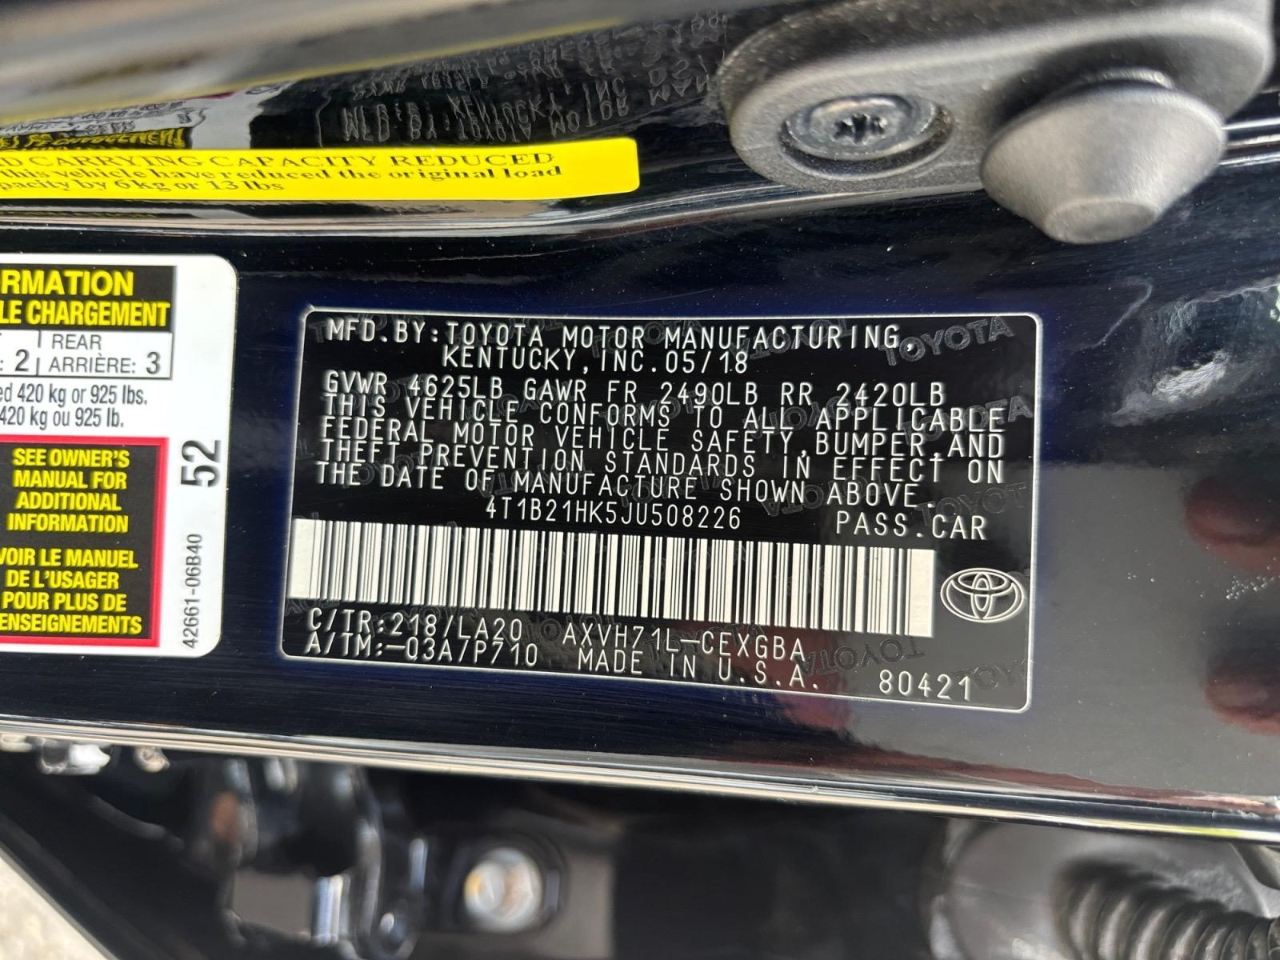 D CARRYING CAPACITY REDUCED
this vehicle have reduced the original load
pacity by 6 kg or 13 lbs
RMATION
LE CHARGEMENT
REAR
: 2 ARRIÈRE: 3
ed 420 kg or 925 lbs.
420 kg ou 925 lb.
SEE OWNER'S
MANUAL FOR
ADDITIONAL
INFORMATION
VOIR LE MANUEL
DE L'USAGER
POUR PLUS DE
RENSEIGNEMENTS
52
42661-06B40
MFD.BY:TOYOTA MOTOR MANUFACTURING,
KENTUCKY,INC.05/18
GVWR 4625LB GAWR FR 2490LB RR 2420LB
THIS VEHICLE CONFORMS TO ALL APPLICABLE
FEDERAL MOTOR VEHICLE SAFETY,BUMPER,AND
THEFT PREVENTION STANDARDS IN EFFECT ON
THE DATE OF MANUFACTURE SHOWN ABOVE.
4T1B21HK5JU508226 PASS.CAR
C/TR:218/LA20 AXVH71L-CEXGBA
A/TM:-03A/P710 MADE IN U.S.A. 80421